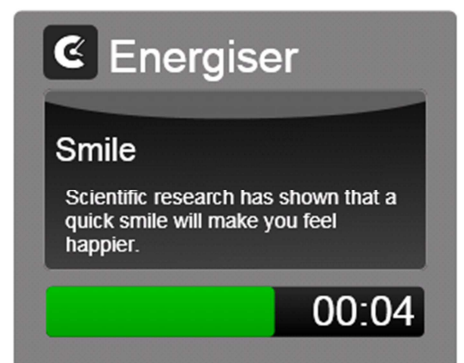 Energiser
Smile
Scientific research has shown that a
quick smile will make you feel
happier.
00:04